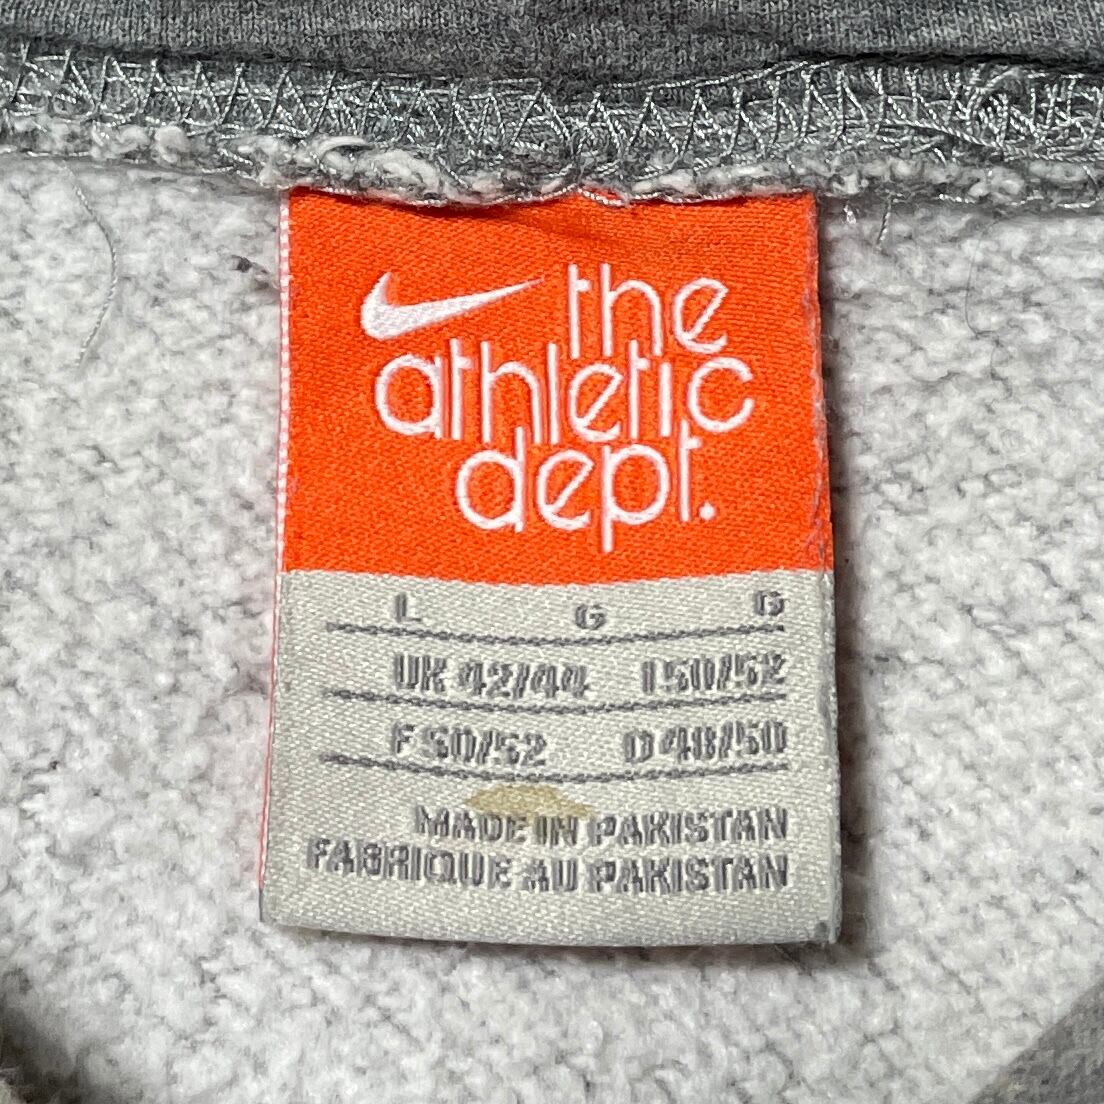 the
athletic
dept.
L G G
UK 42/44 I 50/52
F 50/52 D 48/50
MADE IN PAKISTAN
FABRIQUE AU PAKISTAN